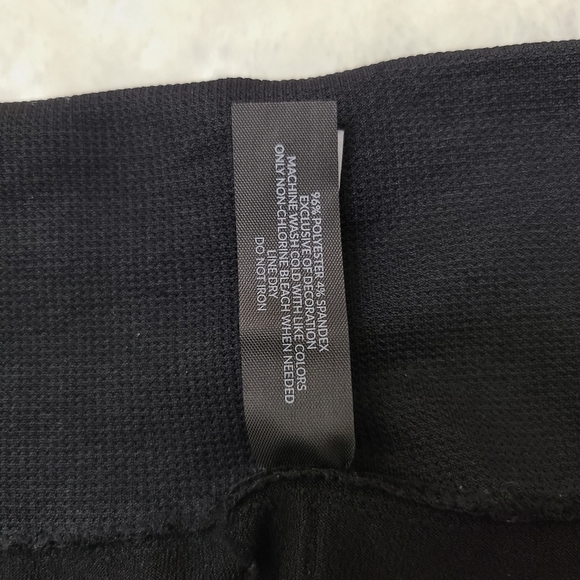 96% POLYESTER 4% SPANDEX
EXCLUSIVE OF DECORATION
MACHINE WASH COLD WITH LIKE COLORS
ONLY NON-CHLORINE BLEACH WHEN NEEDED
LINE DRY
DO NOT IRON